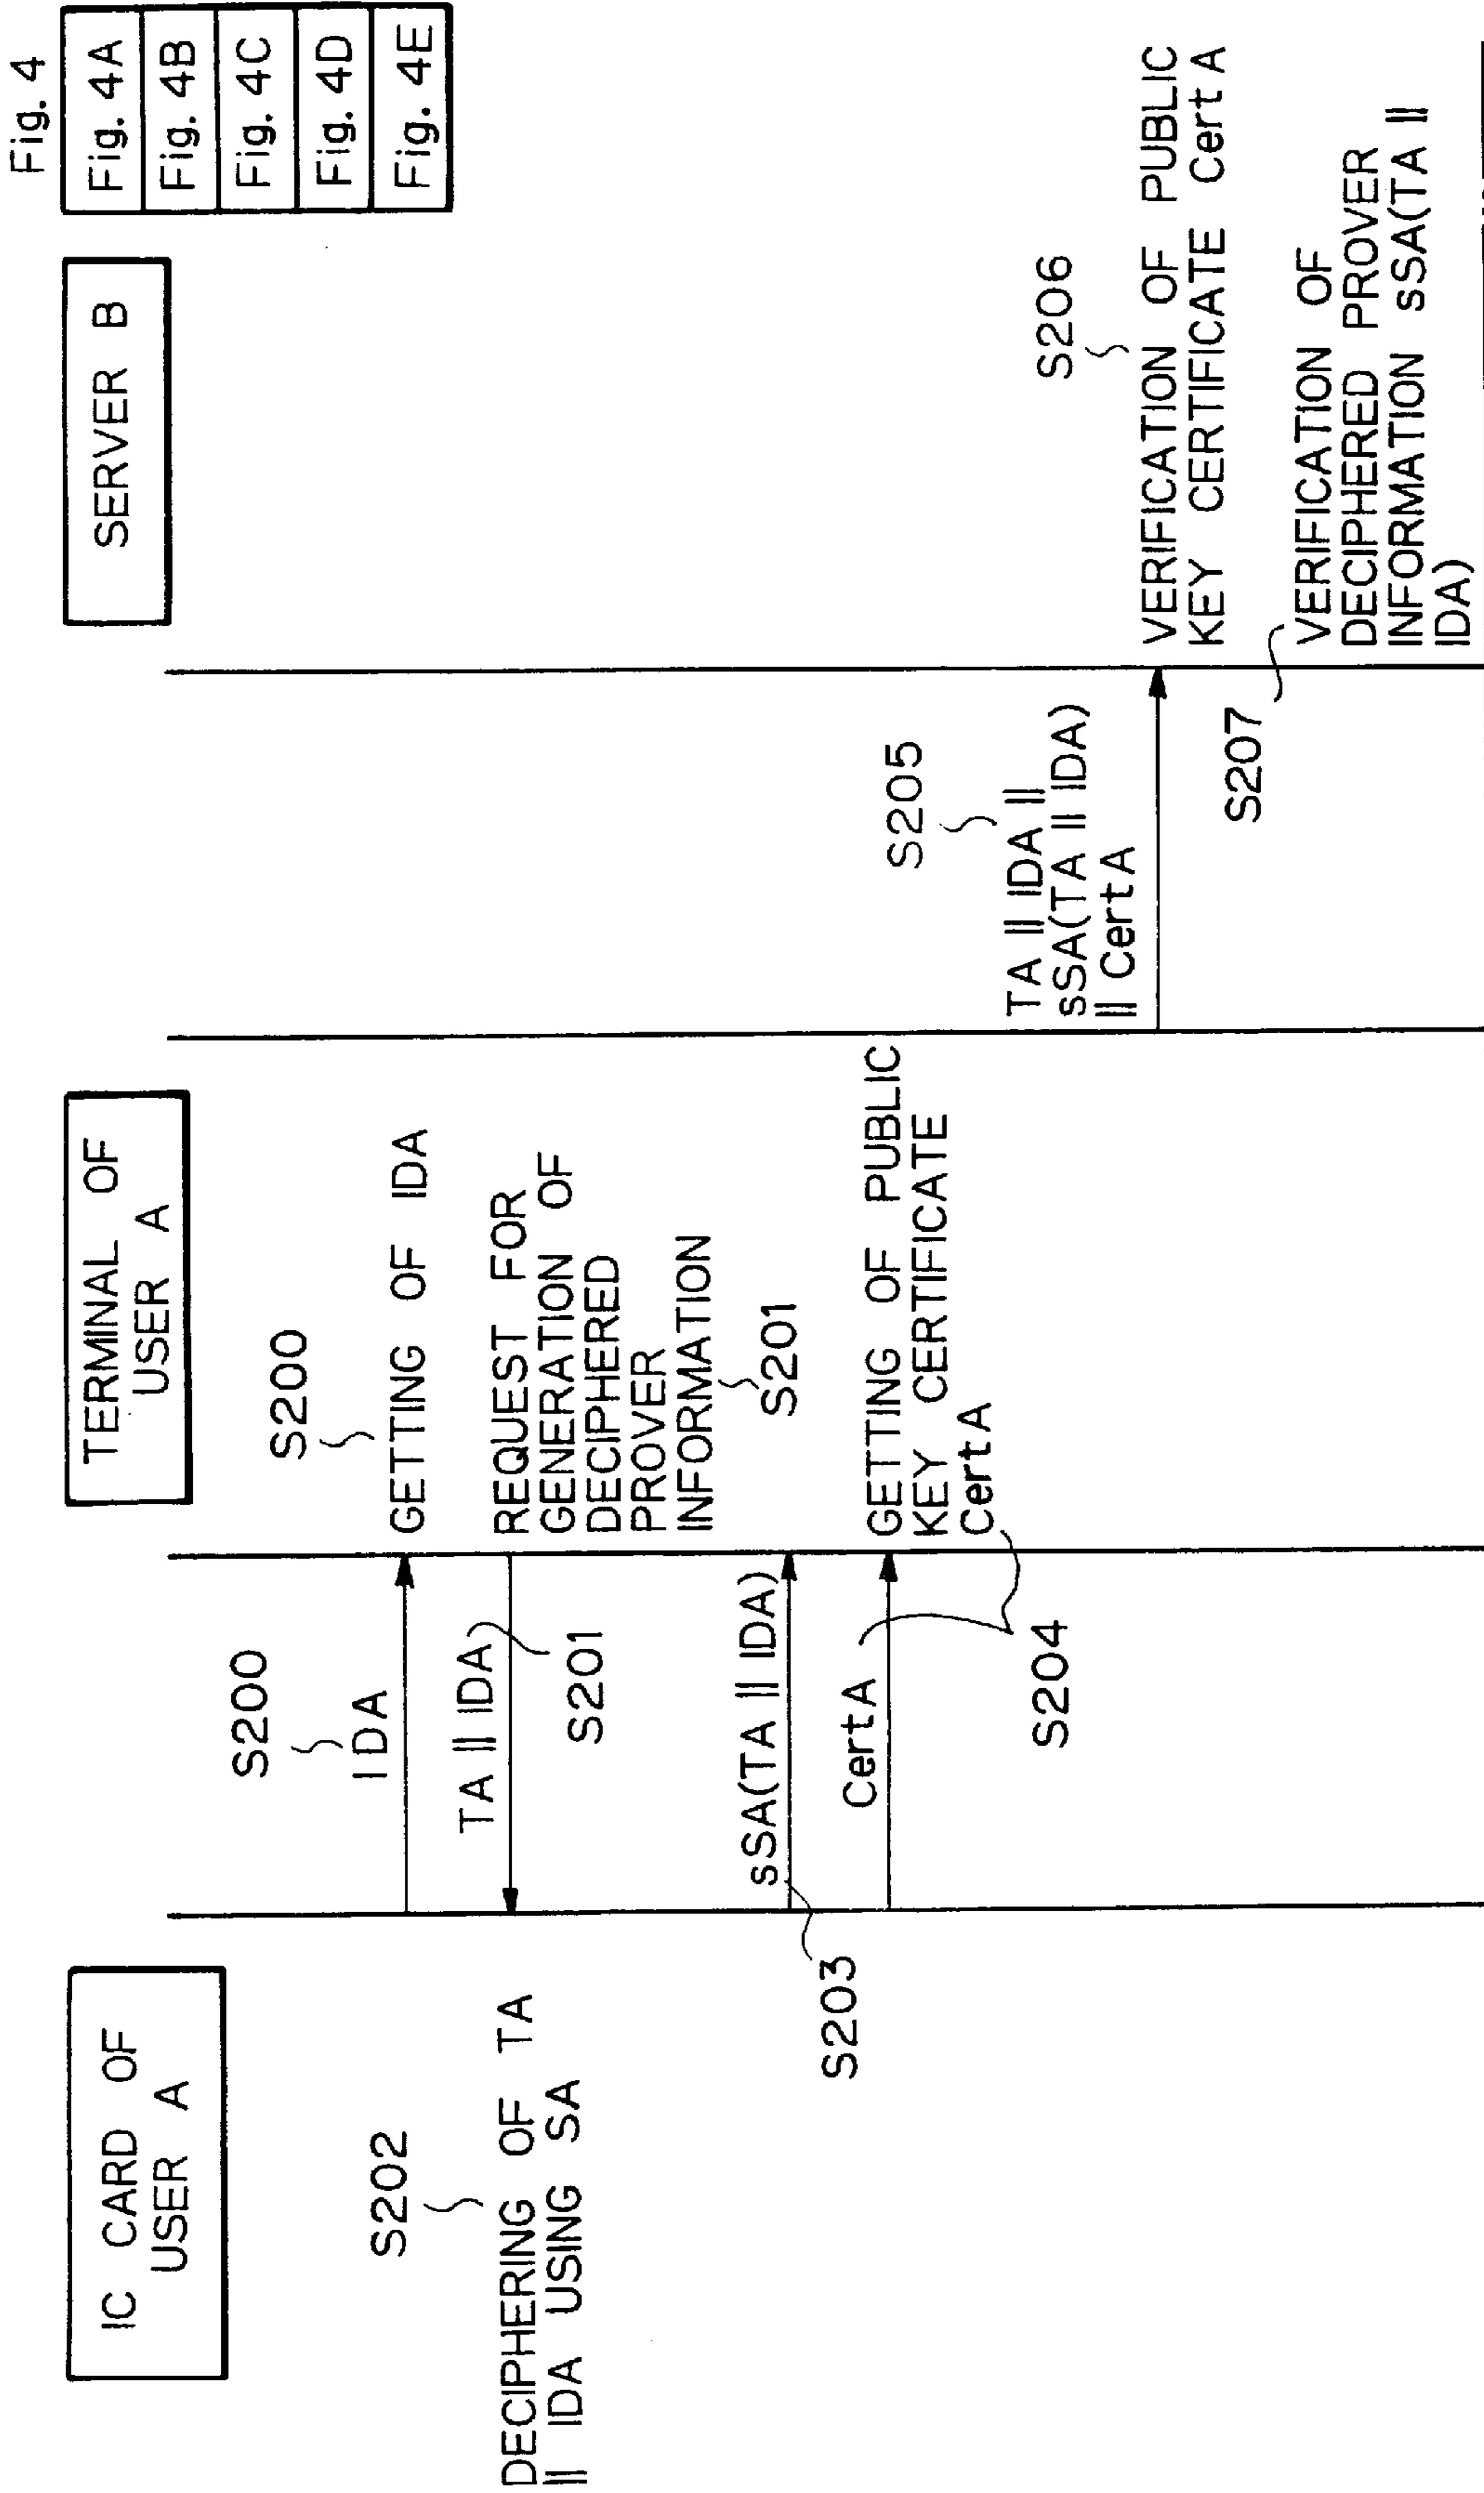 Fig. 4
Fig. 4A
Fig. 4B
Fig. 4C
Fig. 4D
Fig. 4E
IC CARD OF
USER A
TERMINAL OF
USER A
SERVER B
S200
IDA
S200
GETTING OF IDA
S202
DECIPHERING OF TA
|| IDA USING SA
TA || IDA
S201
REQUEST FOR
GENERATION OF
DECIPHERED
PROVER
INFORMATION
S201
sSA(TA || IDA)
S203
CertA
S204
GETTING OF PUBLIC
KEY CERTIFICATE
CertA
S205
TA || IDA ||
sSA(TA || IDA)
|| CertA
S206
VERIFICATION OF PUBLIC
KEY CERTIFICATE CertA
S207
VERIFICATION OF
DECIPHERED PROVER
INFORMATION sSA(TA ||
IDA)